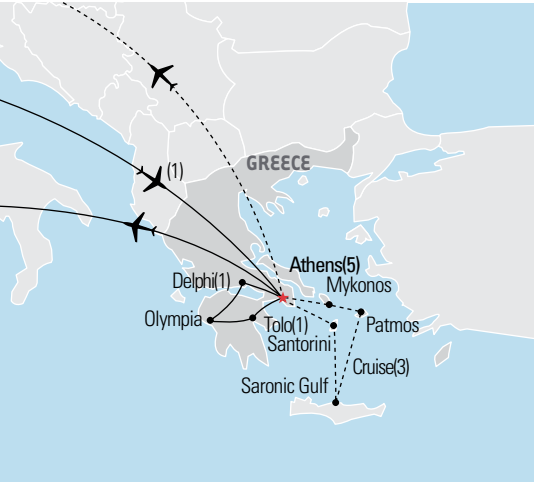 (1)
GREECE
Athens(5)
Delphi(1)
Mykonos
Olympia
Tolo(1)
Patmos
Santorini
Cruise(3)
Saronic Gulf